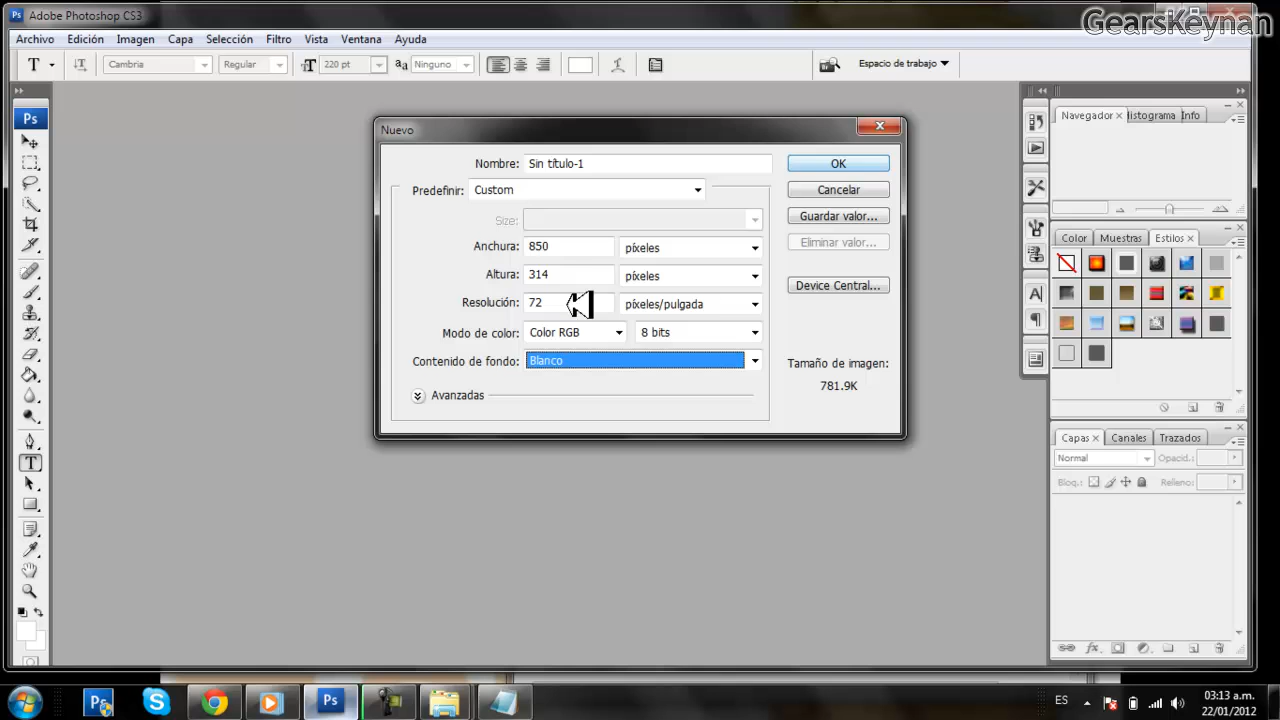 Adobe Photoshop CS3
GearsKeynan
Archivo Edición Imagen Capa Selección Filtro Vista Ventana Ayuda
T Cambria Regular T 220 pt aa Ninguno Espacio de trabajo
Ps
Nuevo
Nombre: Sin título-1 OK
Predefinir: Custom Cancelar
Size: Guardar valor...
Anchura: 850 píxeles Eliminar valor...
Altura: 314 píxeles Device Central...
Resolución: 72 píxeles/pulgada
Modo de color: Color RGB 8 bits
Contenido de fondo: Blanco Tamaño de imagen:
781.9K
Avanzadas
Navegador Histograma Info
Color Muestras Estilos
Capas Canales Trazados
Normal Opacid.:
Bloq.: Relleno:
ES 03:13 a.m.
22/01/2012